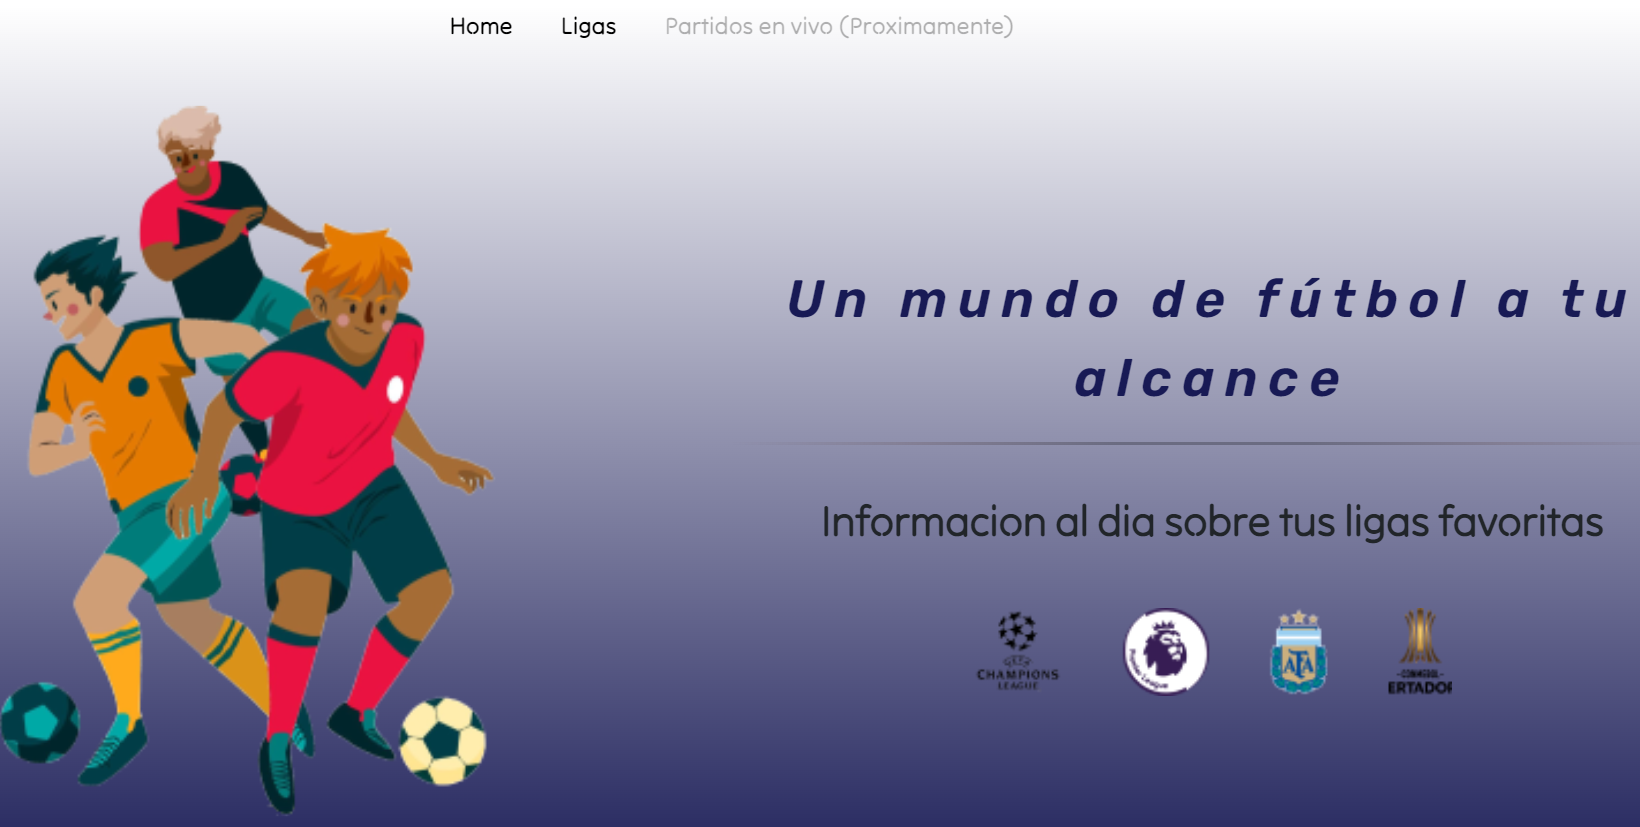 Home Ligas Partidos en vivo (Proximamente)
Un mundo de fútbol a tu
alcance
Informacion al dia sobre tus ligas favoritas
UEFA
CHAMPIONS
LEAGUE
Premier League
AFA
CONMEBOL
ERTADOR